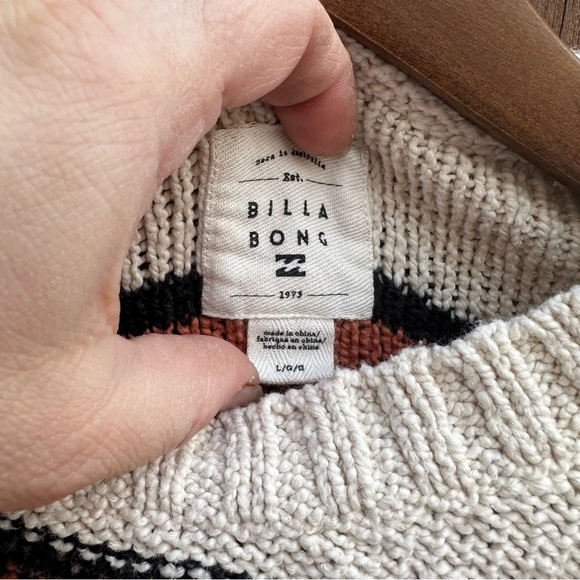 Born in Australia
Est.
BILLA
BONG
1973
made in china/
fabriqué en chine/
hecho en china
L/G/G